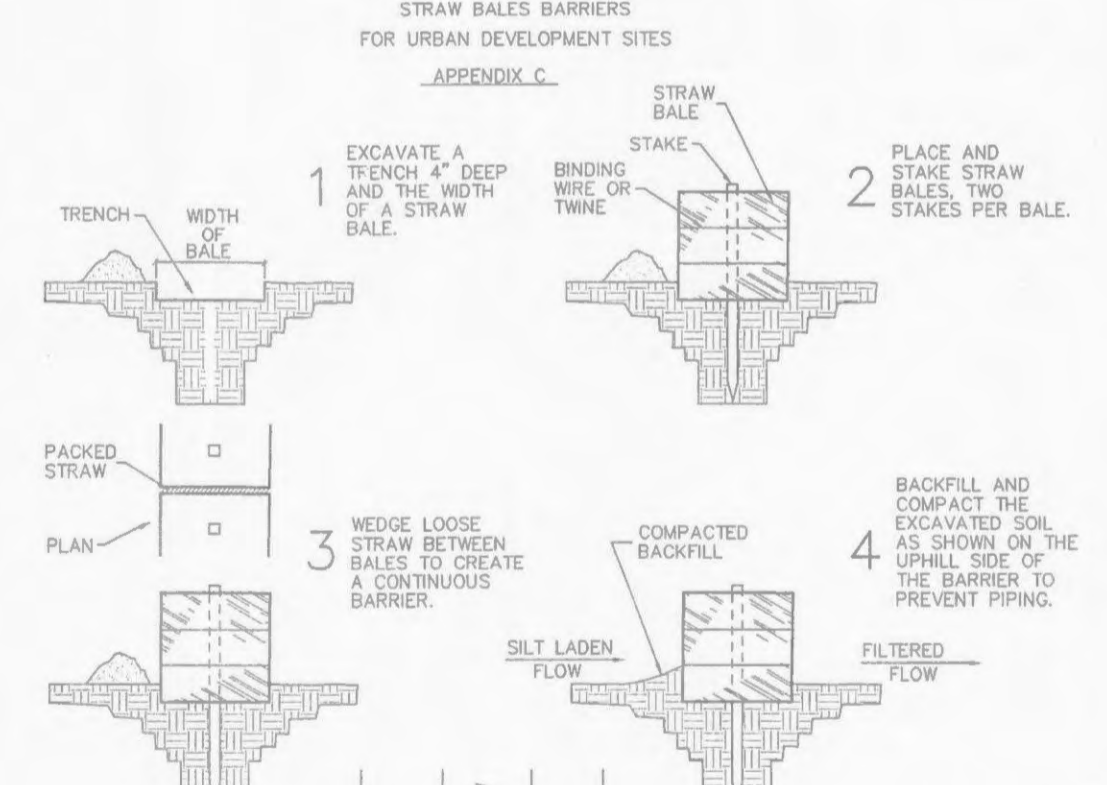 STRAW BALES BARRIERS
FOR URBAN DEVELOPMENT SITES
APPENDIX C
1
EXCAVATE A
TRENCH 4" DEEP
AND THE WIDTH
OF A STRAW
BALE.
TRENCH
WIDTH
OF
BALE
STRAW
BALE
STAKE
BINDING
WIRE OR
TWINE
2
PLACE AND
STAKE STRAW
BALES, TWO
STAKES PER BALE.
PACKED
STRAW
PLAN
3
WEDGE LOOSE
STRAW BETWEEN
BALES TO CREATE
A CONTINUOUS
BARRIER.
COMPACTED
BACKFILL
4
BACKFILL AND
COMPACT THE
EXCAVATED SOIL
AS SHOWN ON THE
UPHILL SIDE OF
THE BARRIER TO
PREVENT PIPING.
SILT LADEN
FLOW
FILTERED
FLOW